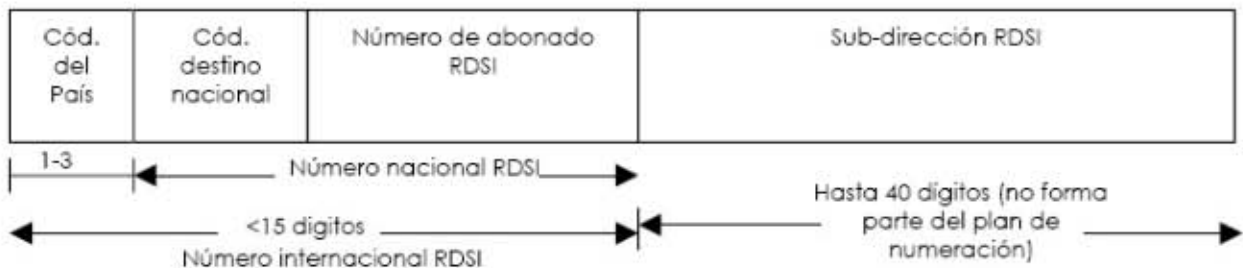 Cód.
del
País
Cód.
destino
nacional
Número de abonado
RDSI
Sub-dirección RDSI
1-3
Número nacional RDSI
<15 digitos
Número internacional RDSI
Hasta 40 dígitos (no forma
parte del plan de
numeración)